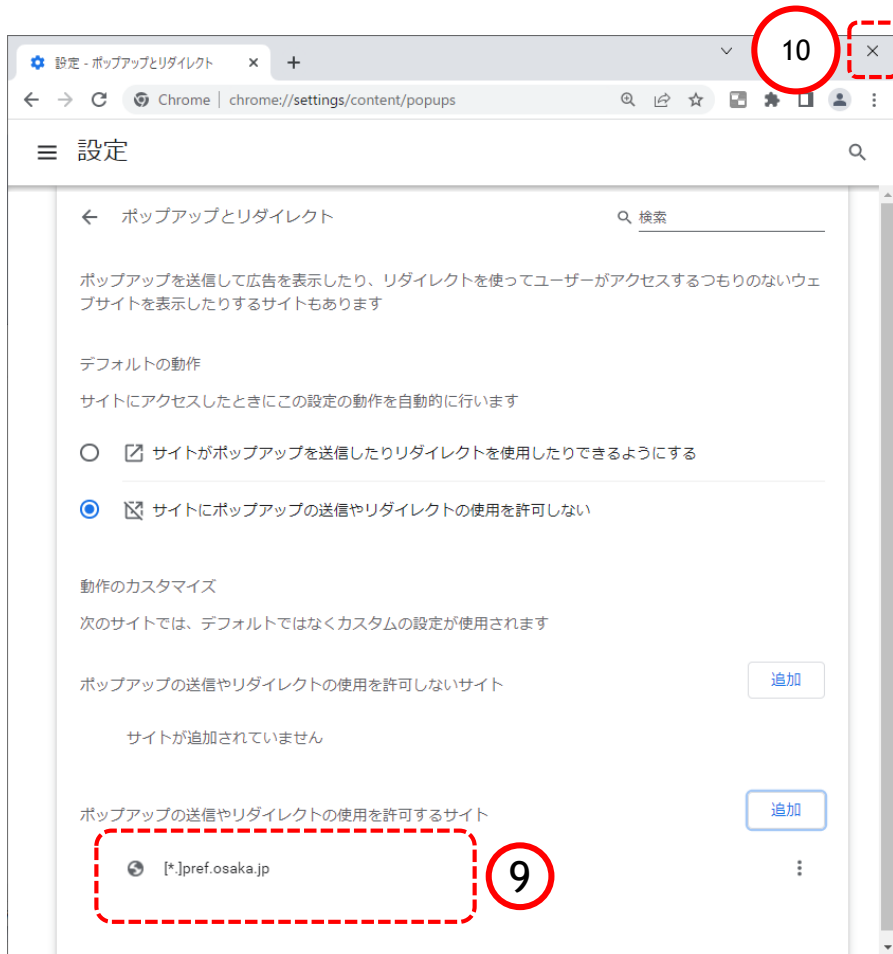 10
設定 - ポップアップとリダイレクト
Chrome | chrome://settings/content/popups
設定
ポップアップとリダイレクト
検索
ポップアップを送信して広告を表示したり、リダイレクトを使ってユーザーがアクセスするつもりのないウェ
ブサイトを表示したりするサイトもあります
デフォルトの動作
サイトにアクセスしたときにこの設定の動作を自動的に行います
サイトがポップアップを送信したりリダイレクトを使用したりできるようにする
サイトにポップアップの送信やリダイレクトの使用を許可しない
動作のカスタマイズ
次のサイトでは、デフォルトではなくカスタムの設定が使用されます
ポップアップの送信やリダイレクトの使用を許可しないサイト
追加
サイトが追加されていません
ポップアップの送信やリダイレクトの使用を許可するサイト
追加
[*.]pref.osaka.jp
9